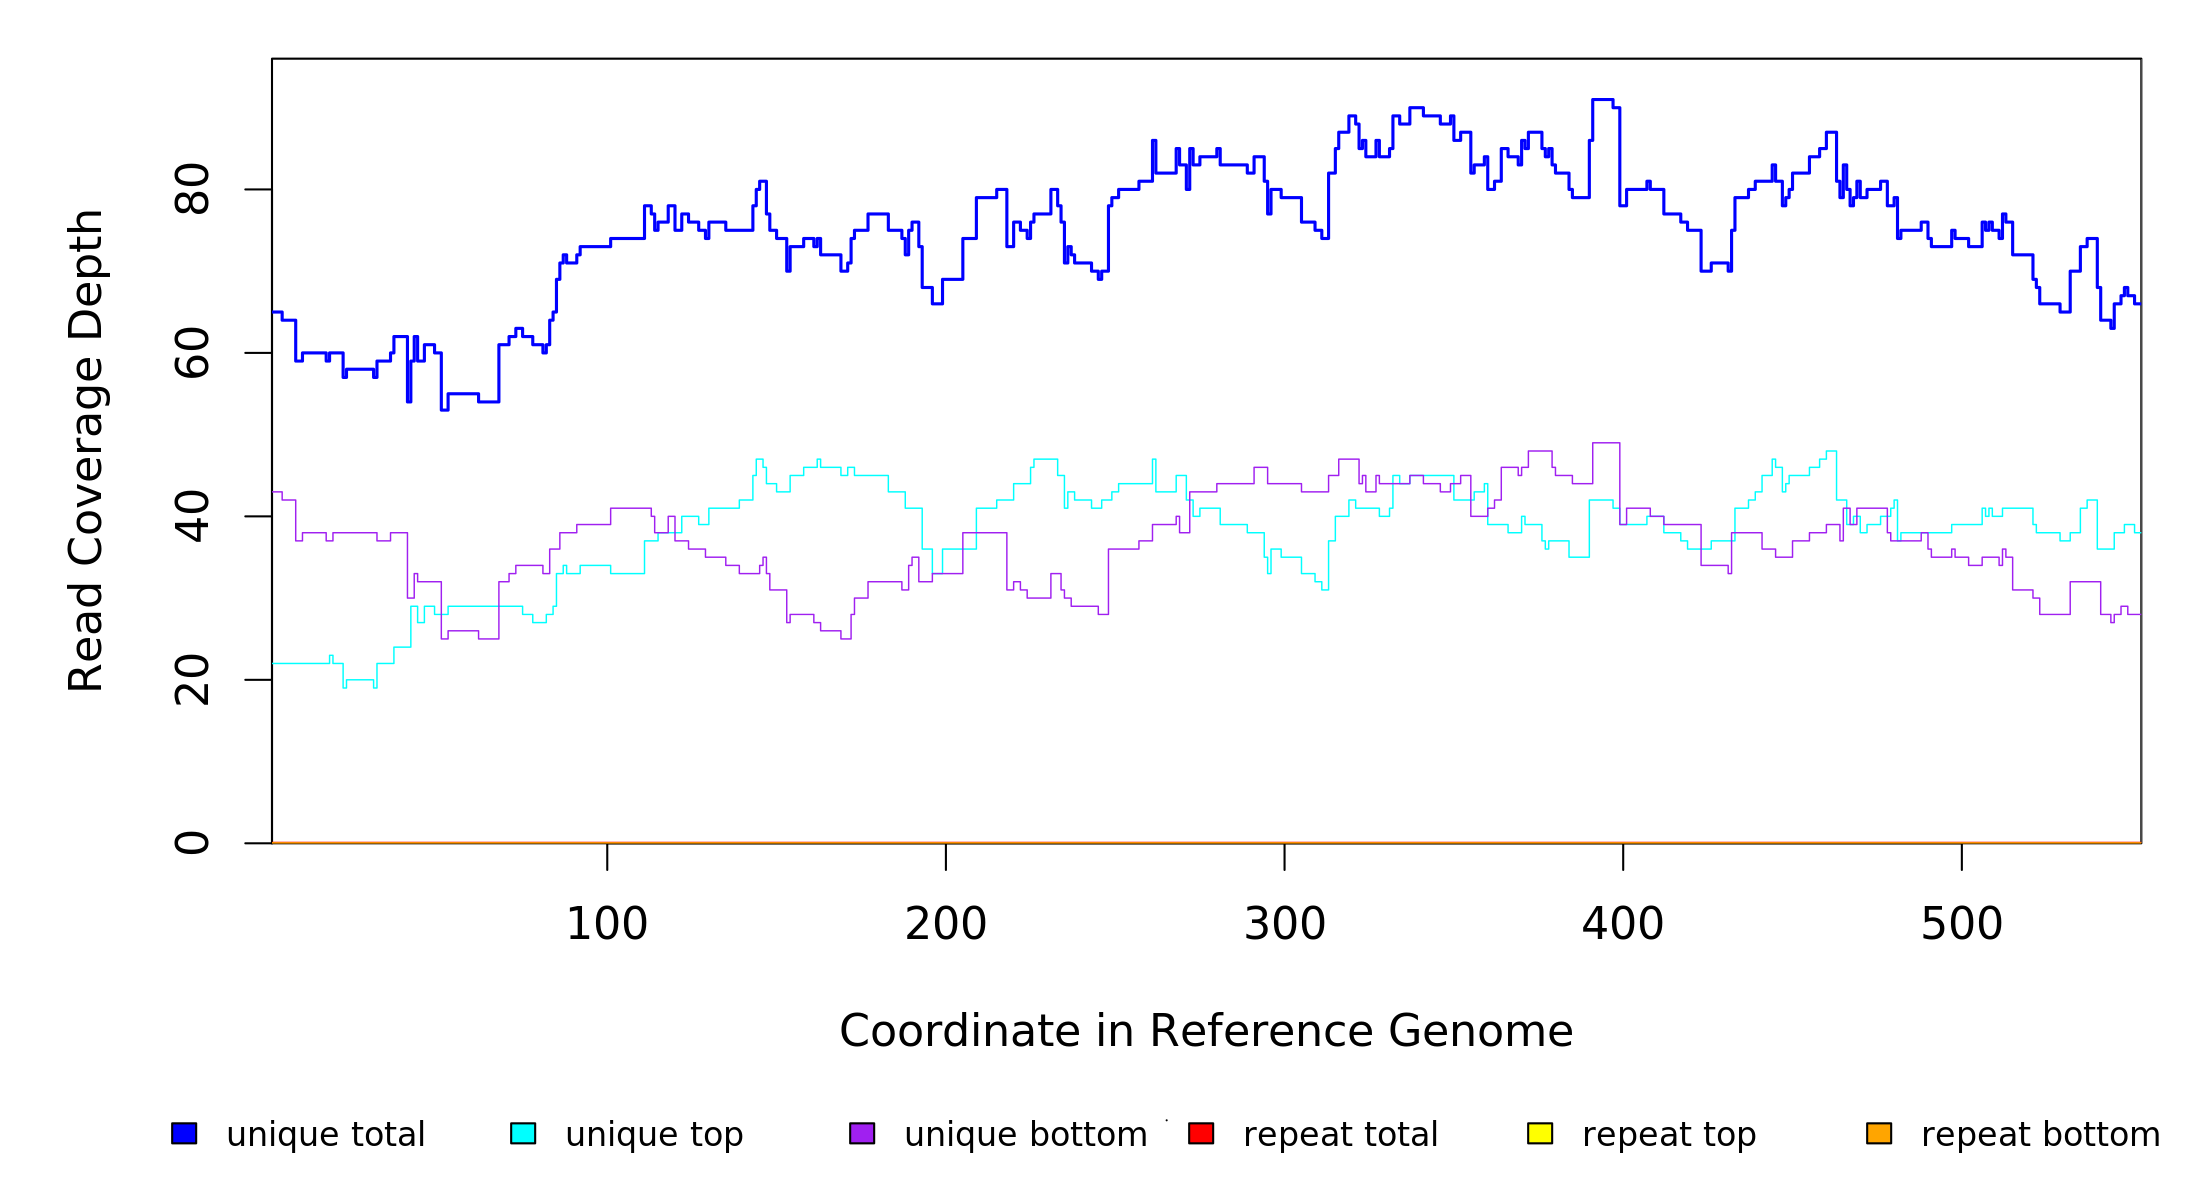 Read Coverage Depth
80
60
40
20
0
100 200 300 400 500
Coordinate in Reference Genome
unique total unique top unique bottom repeat total repeat top repeat bottom